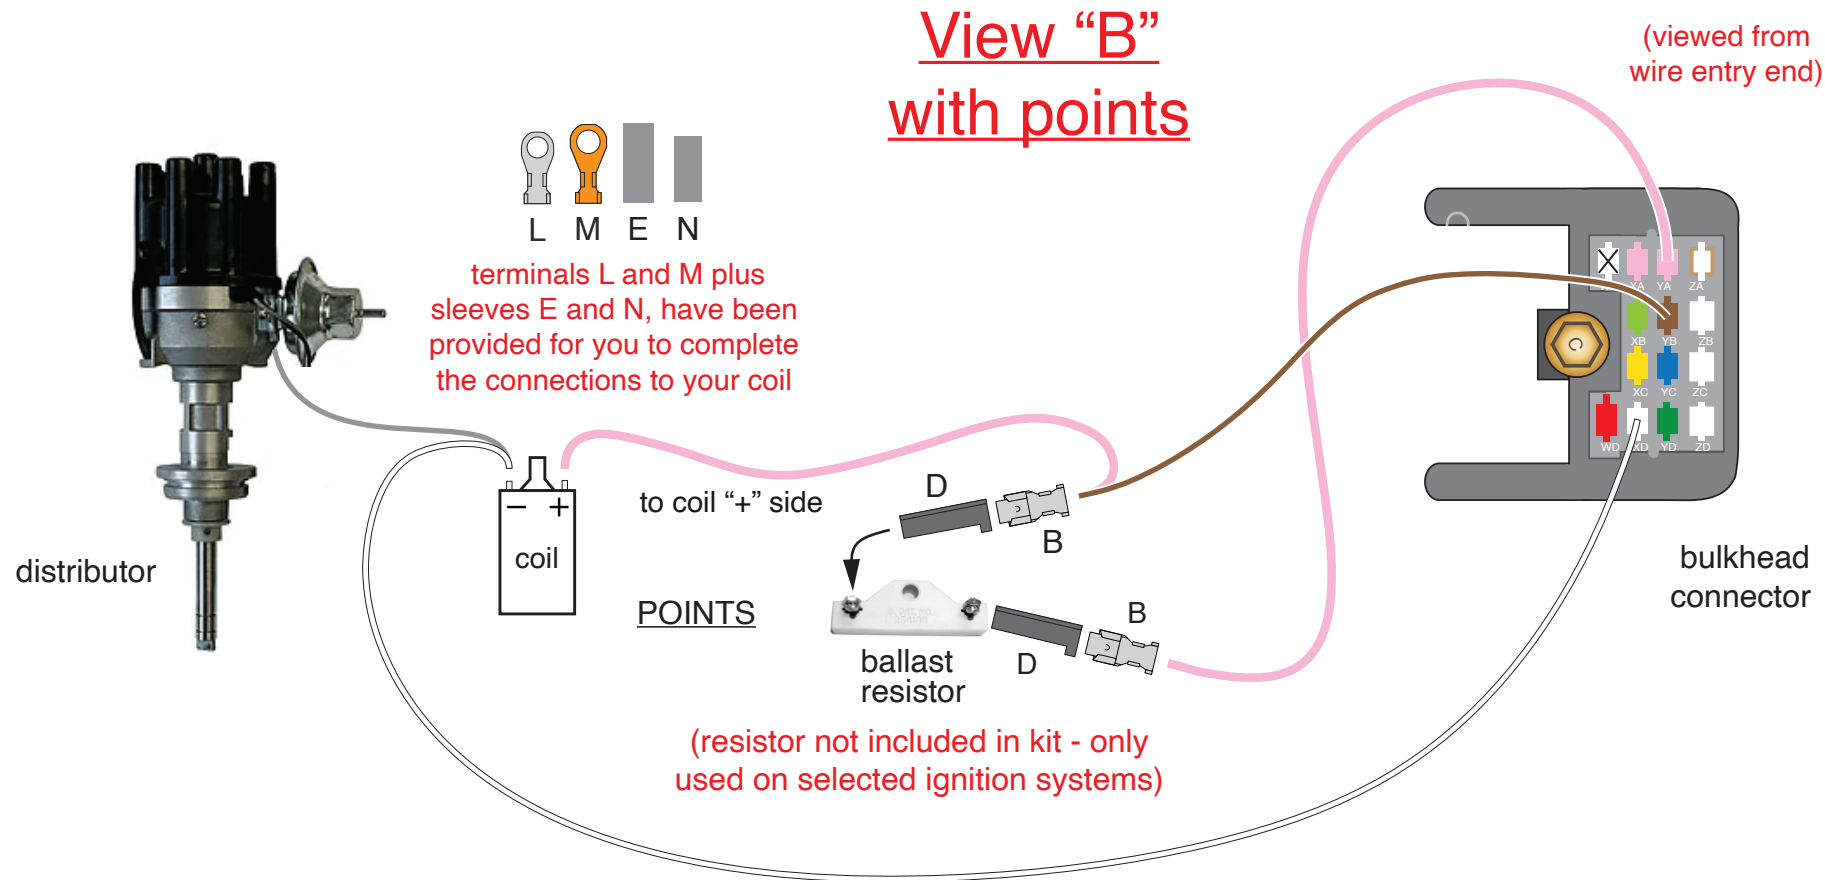 View “B”
with points
(viewed from
wire entry end)
L M E N
terminals L and M plus
sleeves E and N, have been
provided for you to complete
the connections to your coil
XA YA ZA
XB YB ZB
XC YC ZC
WD XD YD ZD
C
to coil “+” side
D
B
− +
coil
distributor
POINTS
B
D
ballast
resistor
bulkhead
connector
(resistor not included in kit - only
used on selected ignition systems)